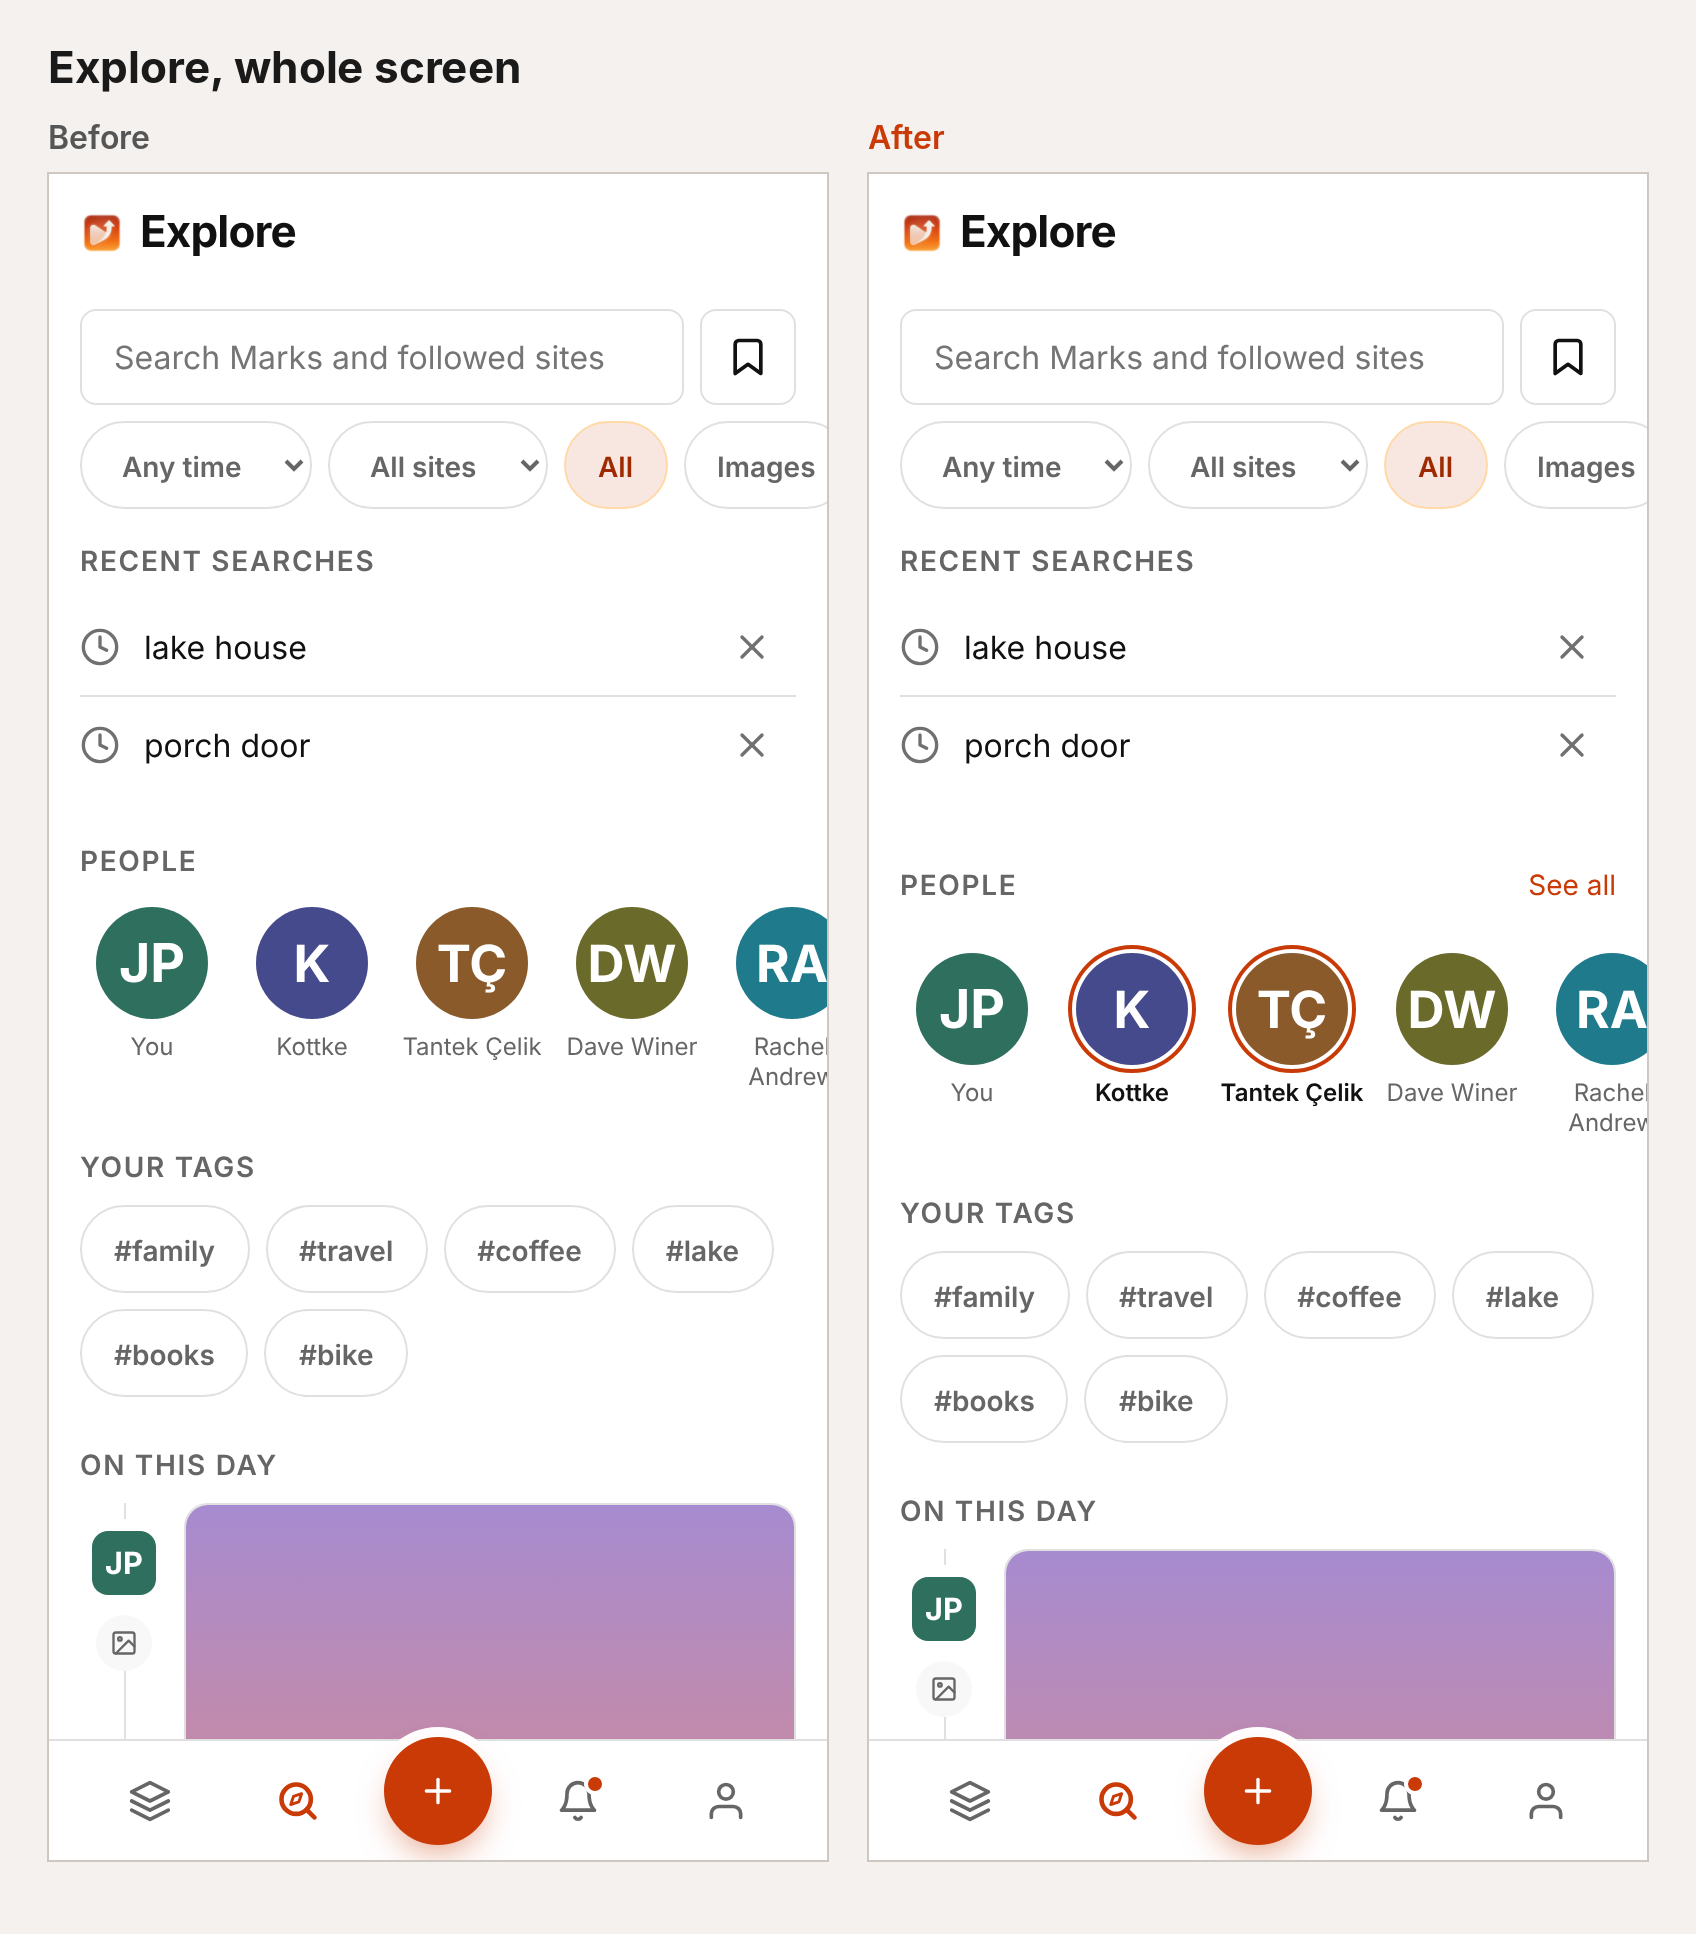 Explore, whole screen
Before
Explore
Search Marks and followed sites
Any time
All sites
All
Images
RECENT SEARCHES
lake house
porch door
PEOPLE
JP
K
TÇ
DW
RA
You
Kottke
Tantek Çelik
Dave Winer
Rachel
Andrew
YOUR TAGS
#family
#travel
#coffee
#lake
#books
#bike
ON THIS DAY
JP
After
Explore
Search Marks and followed sites
Any time
All sites
All
Images
RECENT SEARCHES
lake house
porch door
PEOPLE
See all
JP
K
TÇ
DW
RA
You
Kottke
Tantek Çelik
Dave Winer
Rachel
Andrew
YOUR TAGS
#family
#travel
#coffee
#lake
#books
#bike
ON THIS DAY
JP